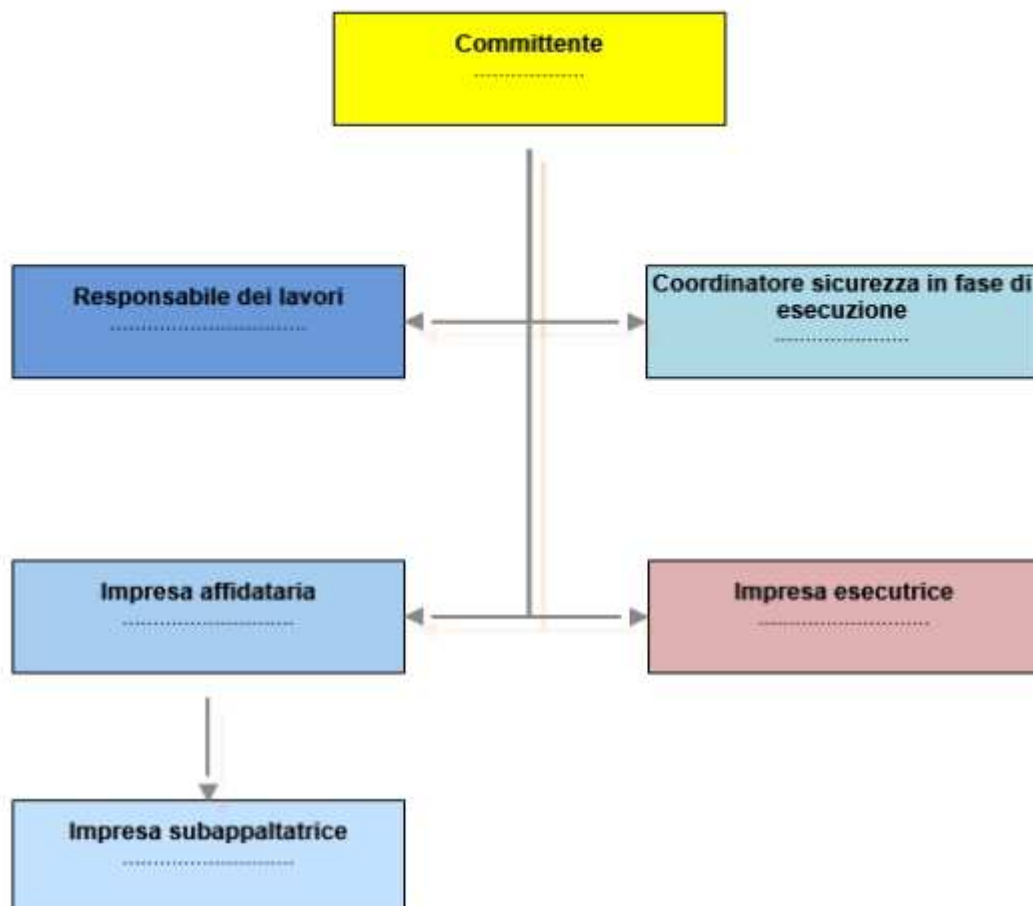 Committente
..................
Responsabile dei lavori
................................
Coordinatore sicurezza in fase di
esecuzione
......................
Impresa affidataria
............................
Impresa esecutrice
............................
Impresa subappaltatrice
............................